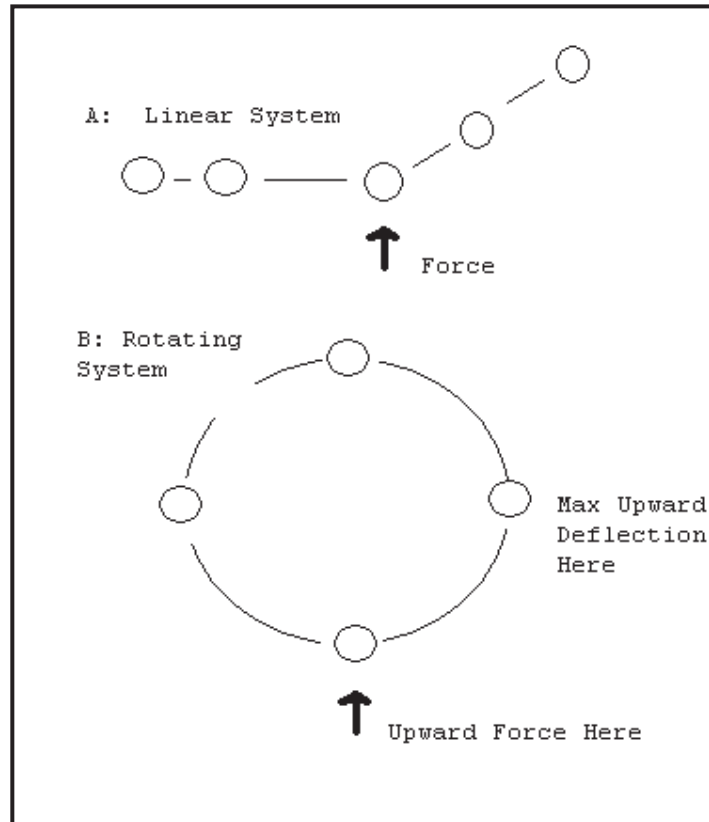 A: Linear System
Force
B: Rotating
System
Max Upward
Deflection
Here
Upward Force Here